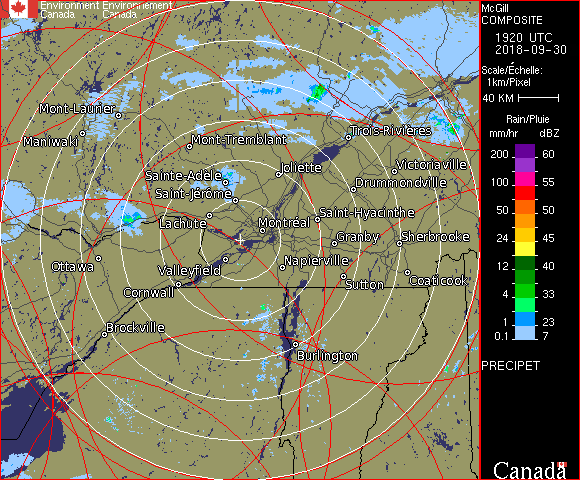 Environment Environnement
Canada Canada
McGill
COMPOSITE
1920 UTC
2018-09-30
Scale/Échelle:
1km/Pixel
40 KM
Rain/Pluie
mm/hr dBZ
200 60
150 57
100 55
50 50
24 45
12 40
4 33
1 23
0.1 7
PRECIPET
Canada
Mont-Laurier
Maniwaki
Mont-Tremblant
Trois-Rivières
Joliette
Victoriaville
Sainte-Adèle
Drummondville
Saint-Jérôme
Lachute
Montréal
Saint-Hyacinthe
Granby
Sherbrooke
Ottawa
Valleyfield
Napierville
Cornwall
Sutton
Coaticook
Brockville
Burlington